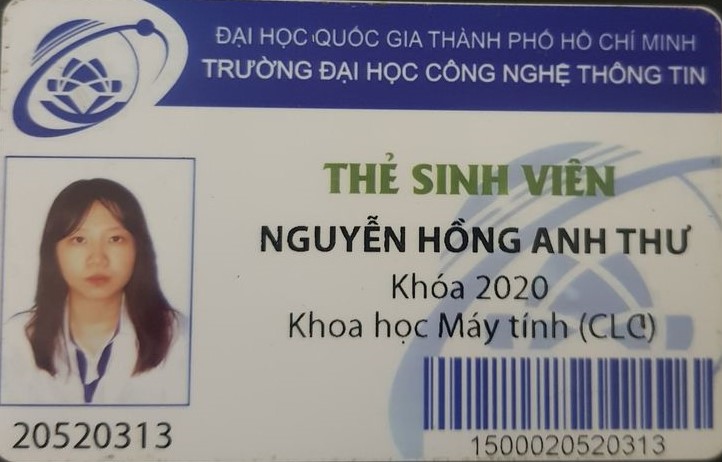 ĐẠI HỌC QUỐC GIA THÀNH PHỐ HỒ CHÍ MINH
TRƯỜNG ĐẠI HỌC CÔNG NGHỆ THÔNG TIN
THẺ SINH VIÊN
NGUYỄN HỒNG ANH THƯ
Khóa 2020
Khoa học Máy tính (CLC)
20520313
1500020520313